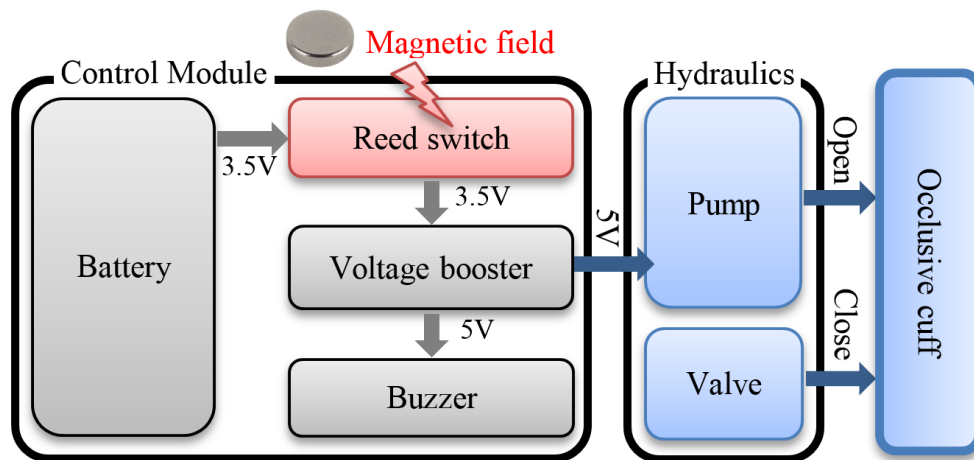 Magnetic field
Control Module
Hydraulics
Battery
3.5V
Reed switch
3.5V
Voltage booster
5V
Buzzer
5V
Pump
Valve
Open
Close
Occlusive cuff